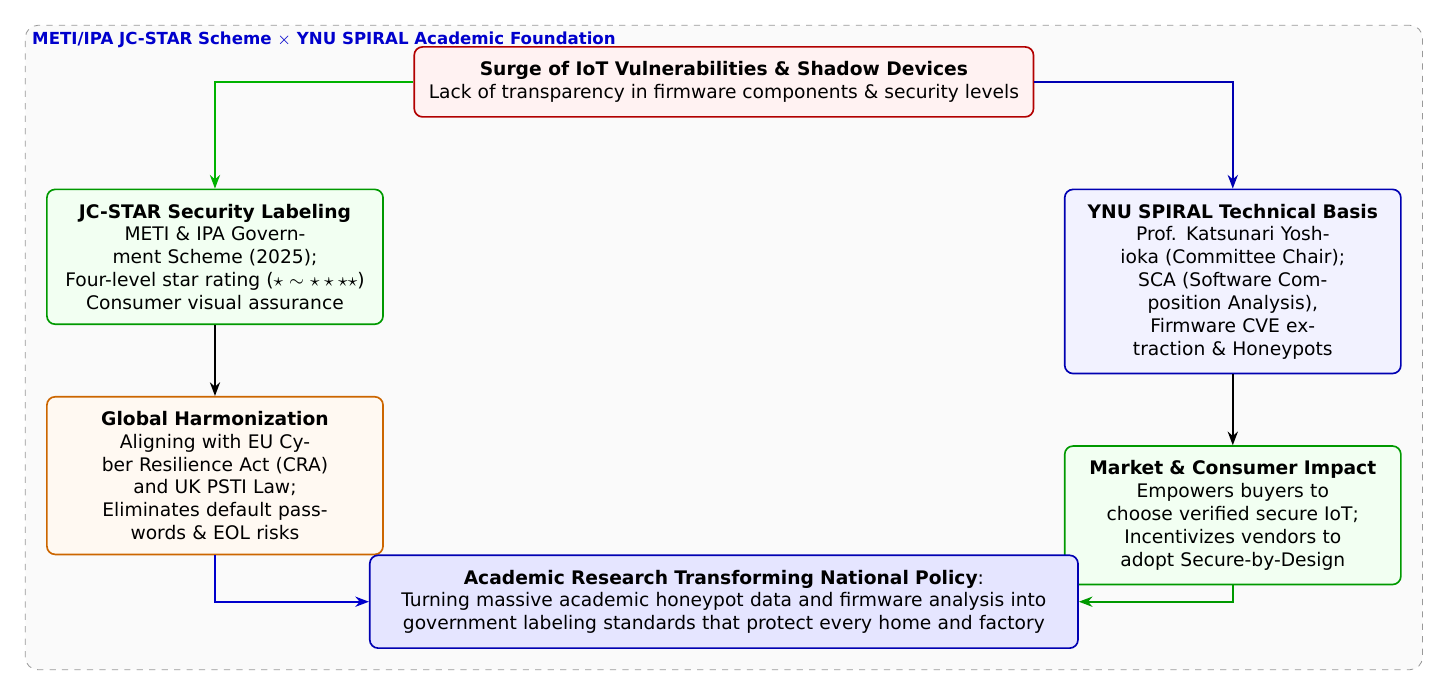 METI/IPA JC-STAR Scheme × YNU SPIRAL Academic Foundation
Surge of IoT Vulnerabilities & Shadow Devices
Lack of transparency in firmware components & security levels
JC-STAR Security Labeling
METI & IPA Govern-
ment Scheme (2025);
Four-level star rating (⋆ ∼ ⋆ ⋆ ⋆⋆)
Consumer visual assurance
YNU SPIRAL Technical Basis
Prof. Katsunari Yosh-
ioka (Committee Chair);
SCA (Software Com-
position Analysis),
Firmware CVE ex-
traction & Honeypots
Global Harmonization
Aligning with EU Cy-
ber Resilience Act (CRA)
and UK PSTI Law;
Eliminates default pass-
words & EOL risks
Market & Consumer Impact
Empowers buyers to
choose verified secure IoT;
Incentivizes vendors to
adopt Secure-by-Design
Academic Research Transforming National Policy:
Turning massive academic honeypot data and firmware analysis into
government labeling standards that protect every home and factory